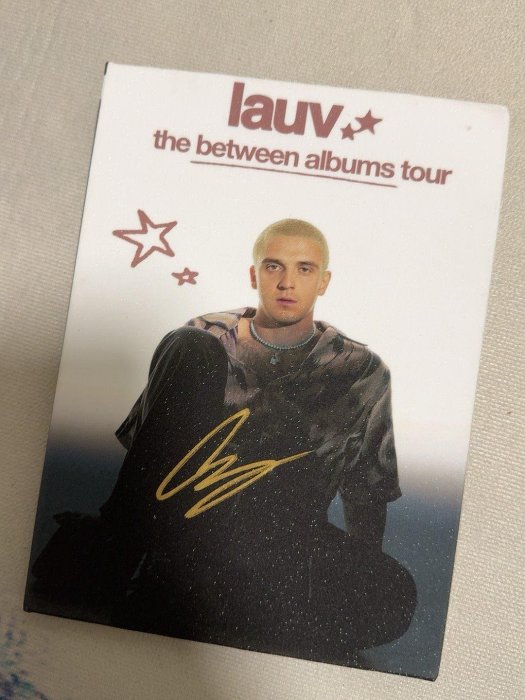 lauv
the between albums tour